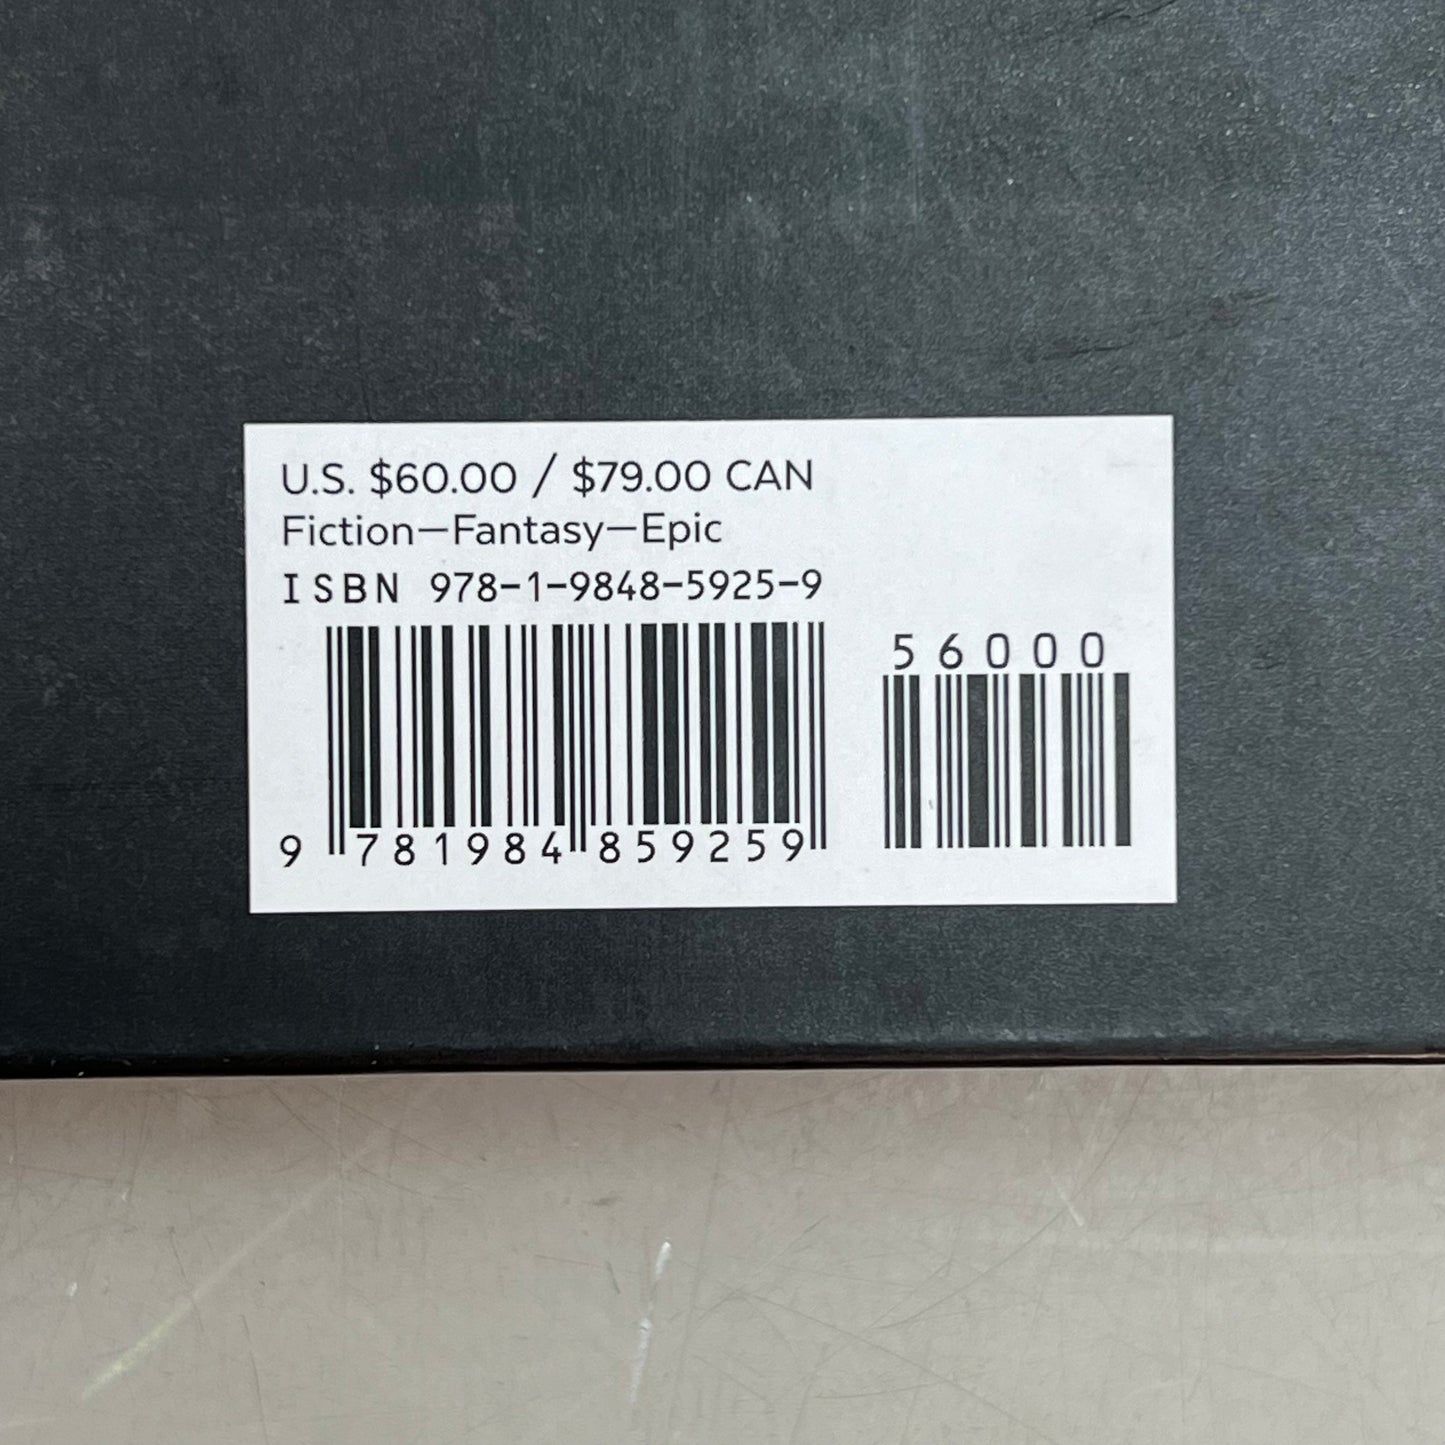 U.S. $60.00 / $79.00 CAN
Fiction—Fantasy—Epic
ISBN 978-1-9848-5925-9
56000
9 781984 859259